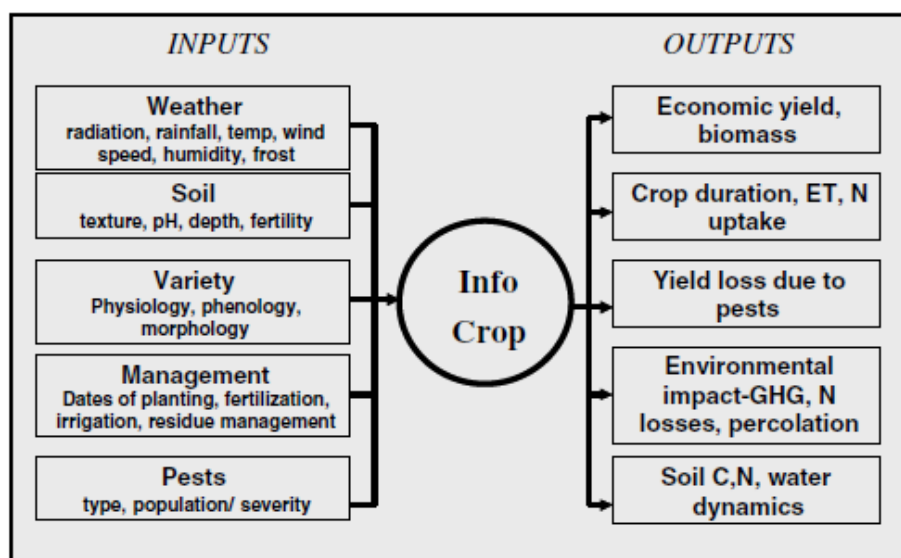 INPUTS
OUTPUTS
Weather
radiation, rainfall, temp, wind
speed, humidity, frost
Soil
texture, pH, depth, fertility
Variety
Physiology, phenology,
morphology
Management
Dates of planting, fertilization,
irrigation, residue management
Pests
type, population/ severity
Info
Crop
Economic yield,
biomass
Crop duration, ET, N
uptake
Yield loss due to
pests
Environmental
impact-GHG, N
losses, percolation
Soil C,N, water
dynamics